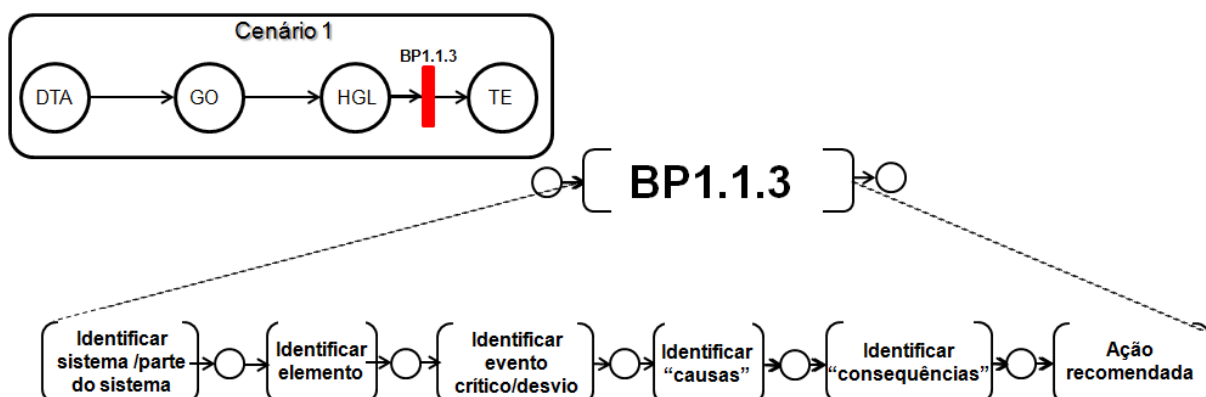 Cenário 1
BP1.1.3
DTA
GO
HGL
TE
BP1.1.3
Identificar
sistema /parte
do sistema
Identificar
elemento
Identificar
evento
crítico/desvio
Identificar
“causas”
Identificar
“consequências”
Ação
recomendada